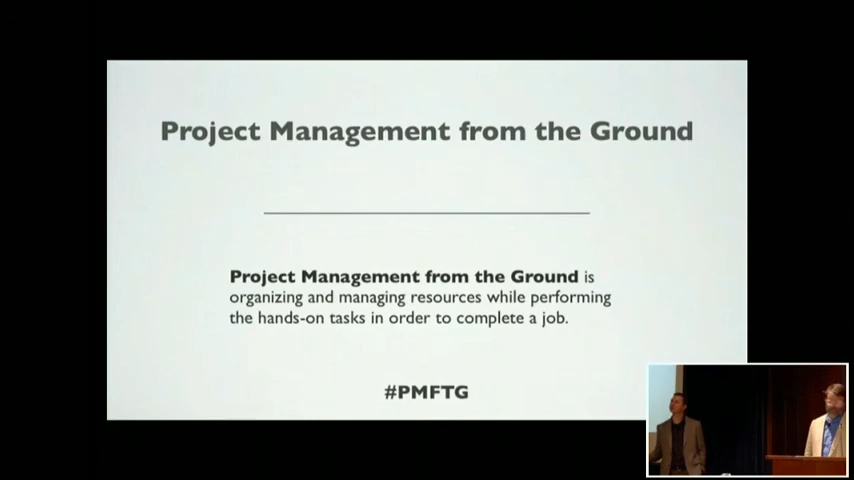 Project Management from the Ground
Project Management from the Ground is
organizing and managing resources while performing
the hands-on tasks in order to complete a job.
#PMFTG